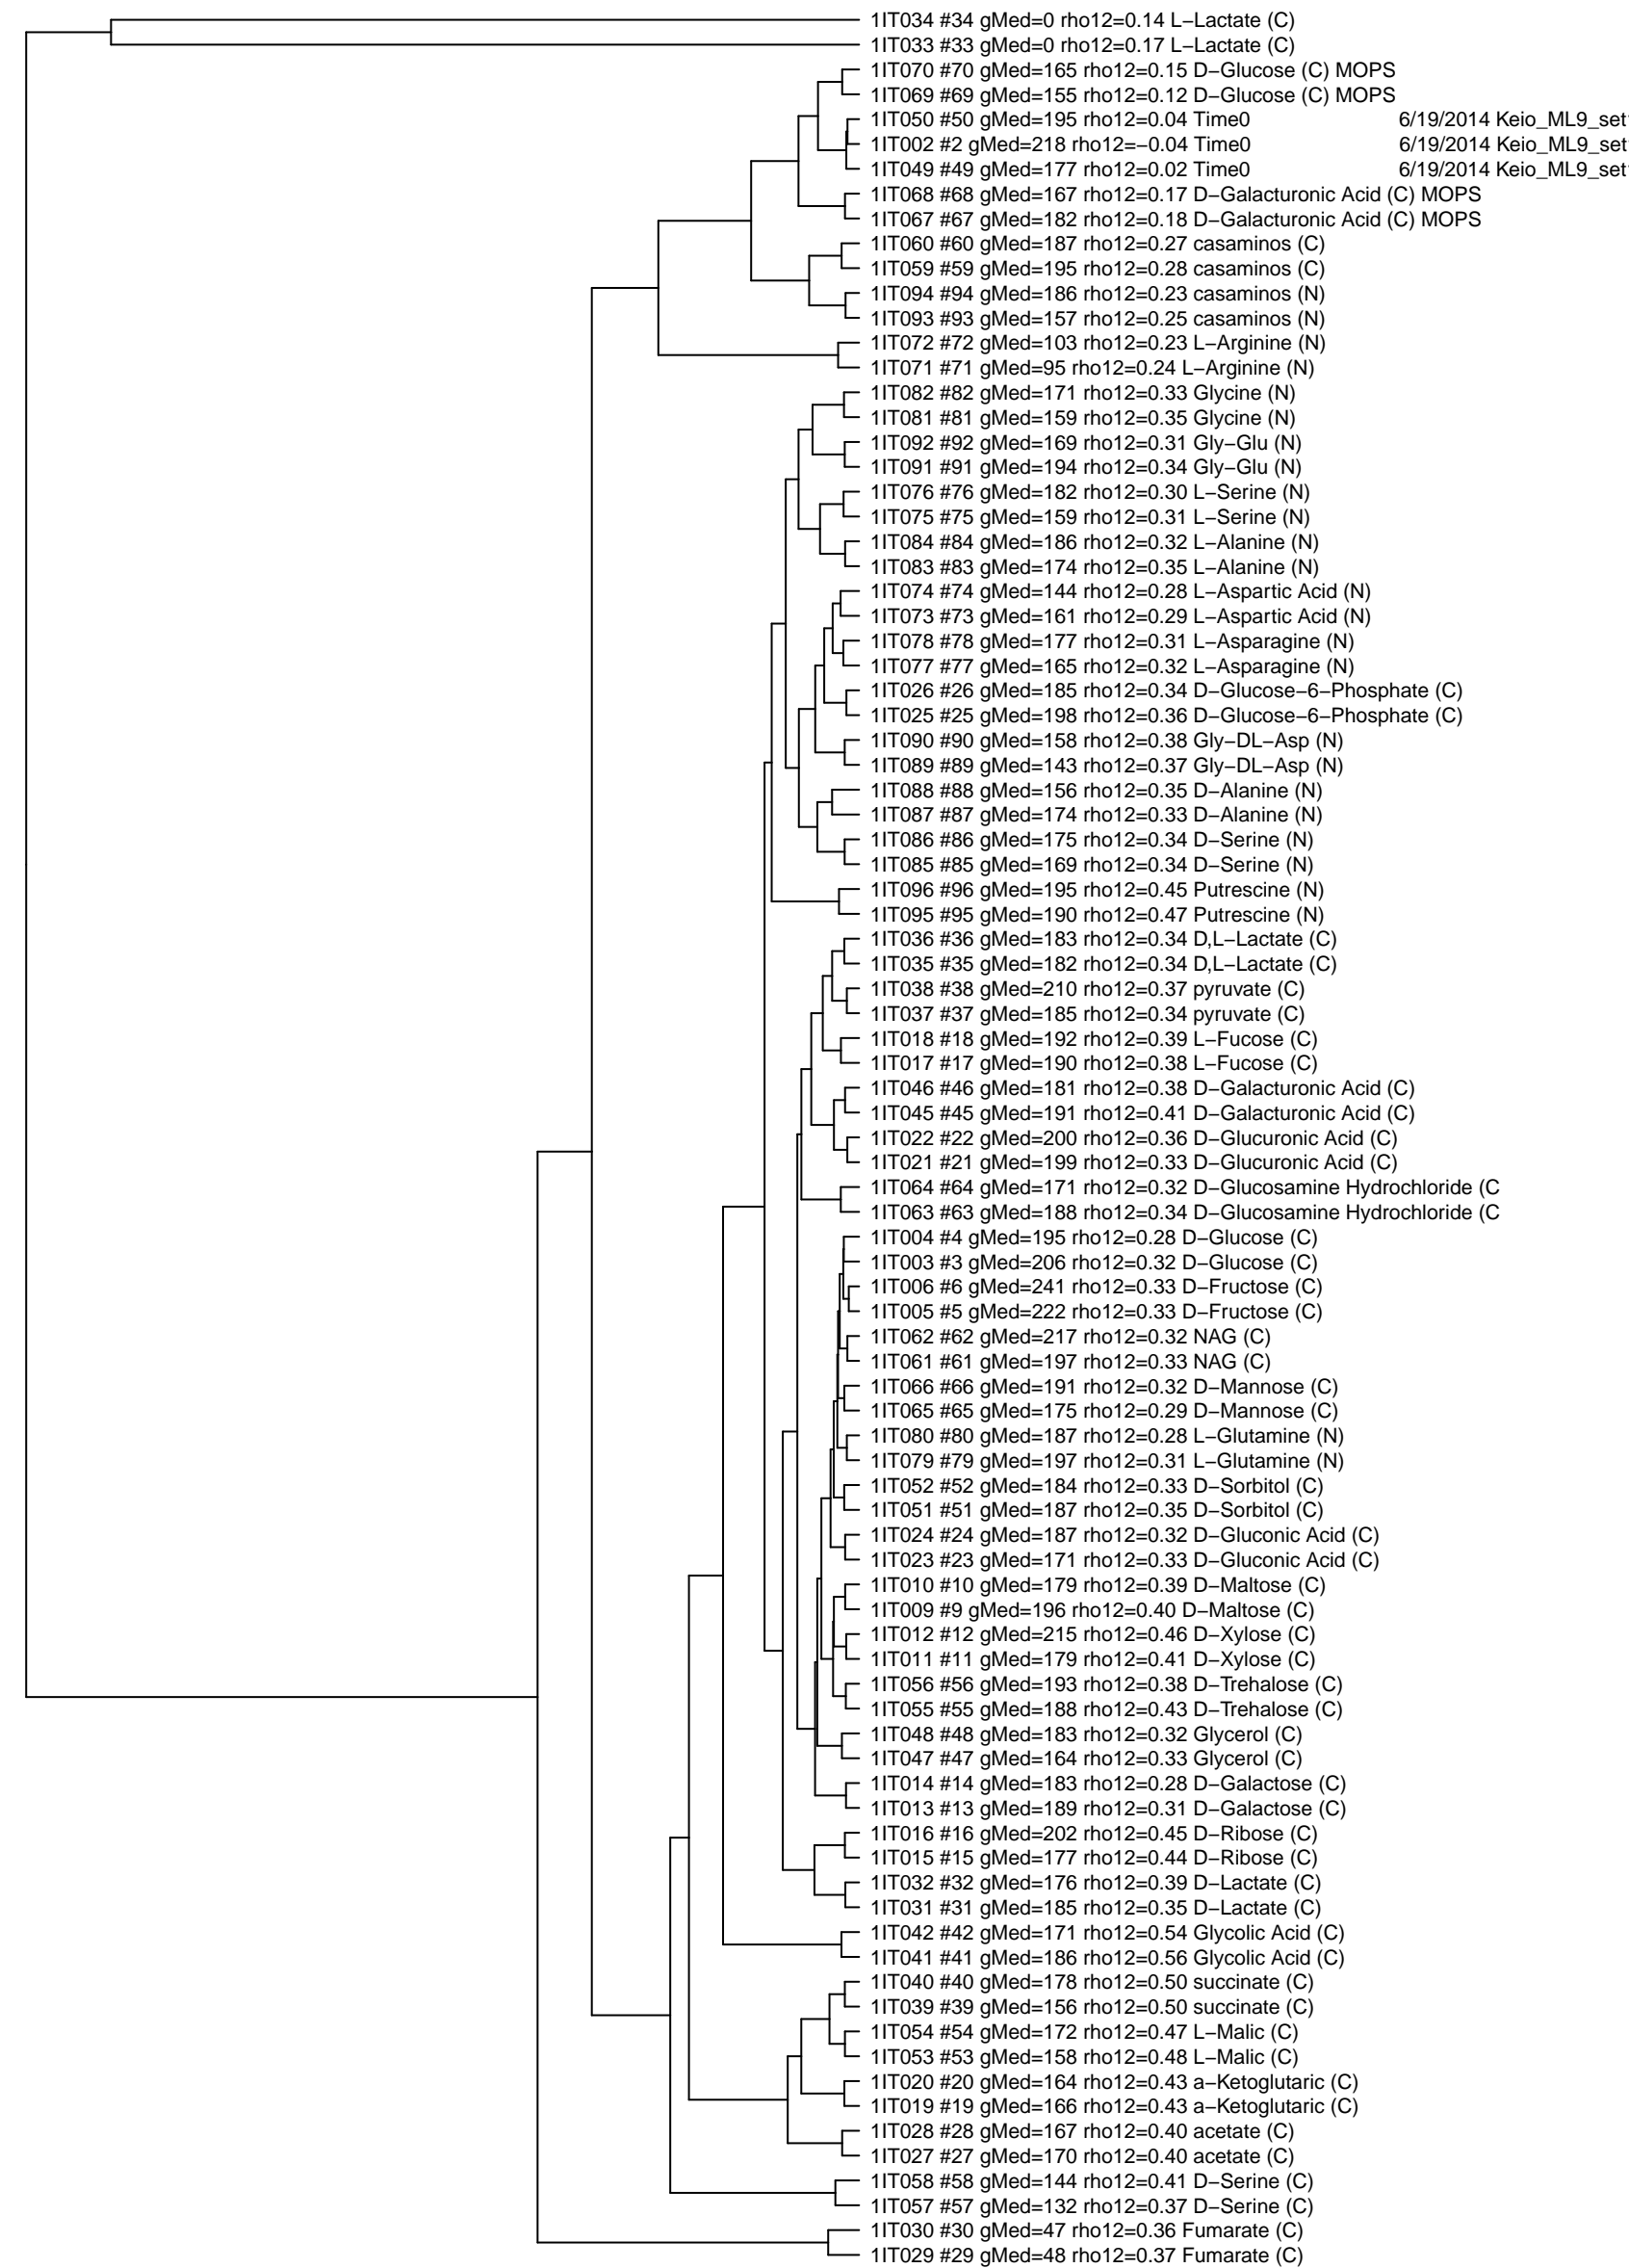 1IT034 #34 gMed=0 rho12=0.14 L−Lactate (C)
1IT033 #33 gMed=0 rho12=0.17 L−Lactate (C)
1IT070 #70 gMed=165 rho12=0.15 D−Glucose (C) MOPS
1IT069 #69 gMed=155 rho12=0.12 D−Glucose (C) MOPS
1IT050 #50 gMed=195 rho12=0.04 Time0 6/19/2014 Keio_ML9_set
1IT002 #2 gMed=218 rho12=−0.04 Time0 6/19/2014 Keio_ML9_set
1IT049 #49 gMed=177 rho12=0.02 Time0 6/19/2014 Keio_ML9_set
1IT068 #68 gMed=167 rho12=0.17 D−Galacturonic Acid (C) MOPS
1IT067 #67 gMed=182 rho12=0.18 D−Galacturonic Acid (C) MOPS
1IT060 #60 gMed=187 rho12=0.27 casaminos (C)
1IT059 #59 gMed=195 rho12=0.28 casaminos (C)
1IT094 #94 gMed=186 rho12=0.23 casaminos (N)
1IT093 #93 gMed=157 rho12=0.25 casaminos (N)
1IT072 #72 gMed=103 rho12=0.23 L−Arginine (N)
1IT071 #71 gMed=95 rho12=0.24 L−Arginine (N)
1IT082 #82 gMed=171 rho12=0.33 Glycine (N)
1IT081 #81 gMed=159 rho12=0.35 Glycine (N)
1IT092 #92 gMed=169 rho12=0.31 Gly−Glu (N)
1IT091 #91 gMed=194 rho12=0.34 Gly−Glu (N)
1IT076 #76 gMed=182 rho12=0.30 L−Serine (N)
1IT075 #75 gMed=159 rho12=0.31 L−Serine (N)
1IT084 #84 gMed=186 rho12=0.32 L−Alanine (N)
1IT083 #83 gMed=174 rho12=0.35 L−Alanine (N)
1IT074 #74 gMed=144 rho12=0.28 L−Aspartic Acid (N)
1IT073 #73 gMed=161 rho12=0.29 L−Aspartic Acid (N)
1IT078 #78 gMed=177 rho12=0.31 L−Asparagine (N)
1IT077 #77 gMed=165 rho12=0.32 L−Asparagine (N)
1IT026 #26 gMed=185 rho12=0.34 D−Glucose−6−Phosphate (C)
1IT025 #25 gMed=198 rho12=0.36 D−Glucose−6−Phosphate (C)
1IT090 #90 gMed=158 rho12=0.38 Gly−DL−Asp (N)
1IT089 #89 gMed=143 rho12=0.37 Gly−DL−Asp (N)
1IT088 #88 gMed=156 rho12=0.35 D−Alanine (N)
1IT087 #87 gMed=174 rho12=0.33 D−Alanine (N)
1IT086 #86 gMed=175 rho12=0.34 D−Serine (N)
1IT085 #85 gMed=169 rho12=0.34 D−Serine (N)
1IT096 #96 gMed=195 rho12=0.45 Putrescine (N)
1IT095 #95 gMed=190 rho12=0.47 Putrescine (N)
1IT036 #36 gMed=183 rho12=0.34 D,L−Lactate (C)
1IT035 #35 gMed=182 rho12=0.34 D,L−Lactate (C)
1IT038 #38 gMed=210 rho12=0.37 pyruvate (C)
1IT037 #37 gMed=185 rho12=0.34 pyruvate (C)
1IT018 #18 gMed=192 rho12=0.39 L−Fucose (C)
1IT017 #17 gMed=190 rho12=0.38 L−Fucose (C)
1IT046 #46 gMed=181 rho12=0.38 D−Galacturonic Acid (C)
1IT045 #45 gMed=191 rho12=0.41 D−Galacturonic Acid (C)
1IT022 #22 gMed=200 rho12=0.36 D−Glucuronic Acid (C)
1IT021 #21 gMed=199 rho12=0.33 D−Glucuronic Acid (C)
1IT064 #64 gMed=171 rho12=0.32 D−Glucosamine Hydrochloride (C
1IT063 #63 gMed=188 rho12=0.34 D−Glucosamine Hydrochloride (C
1IT004 #4 gMed=195 rho12=0.28 D−Glucose (C)
1IT003 #3 gMed=206 rho12=0.32 D−Glucose (C)
1IT006 #6 gMed=241 rho12=0.33 D−Fructose (C)
1IT005 #5 gMed=222 rho12=0.33 D−Fructose (C)
1IT062 #62 gMed=217 rho12=0.32 NAG (C)
1IT061 #61 gMed=197 rho12=0.33 NAG (C)
1IT066 #66 gMed=191 rho12=0.32 D−Mannose (C)
1IT065 #65 gMed=175 rho12=0.29 D−Mannose (C)
1IT080 #80 gMed=187 rho12=0.28 L−Glutamine (N)
1IT079 #79 gMed=197 rho12=0.31 L−Glutamine (N)
1IT052 #52 gMed=184 rho12=0.33 D−Sorbitol (C)
1IT051 #51 gMed=187 rho12=0.35 D−Sorbitol (C)
1IT024 #24 gMed=187 rho12=0.32 D−Gluconic Acid (C)
1IT023 #23 gMed=171 rho12=0.33 D−Gluconic Acid (C)
1IT010 #10 gMed=179 rho12=0.39 D−Maltose (C)
1IT009 #9 gMed=196 rho12=0.40 D−Maltose (C)
1IT012 #12 gMed=215 rho12=0.46 D−Xylose (C)
1IT011 #11 gMed=179 rho12=0.41 D−Xylose (C)
1IT056 #56 gMed=193 rho12=0.38 D−Trehalose (C)
1IT055 #55 gMed=188 rho12=0.43 D−Trehalose (C)
1IT048 #48 gMed=183 rho12=0.32 Glycerol (C)
1IT047 #47 gMed=164 rho12=0.33 Glycerol (C)
1IT014 #14 gMed=183 rho12=0.28 D−Galactose (C)
1IT013 #13 gMed=189 rho12=0.31 D−Galactose (C)
1IT016 #16 gMed=202 rho12=0.45 D−Ribose (C)
1IT015 #15 gMed=177 rho12=0.44 D−Ribose (C)
1IT032 #32 gMed=176 rho12=0.39 D−Lactate (C)
1IT031 #31 gMed=185 rho12=0.35 D−Lactate (C)
1IT042 #42 gMed=171 rho12=0.54 Glycolic Acid (C)
1IT041 #41 gMed=186 rho12=0.56 Glycolic Acid (C)
1IT040 #40 gMed=178 rho12=0.50 succinate (C)
1IT039 #39 gMed=156 rho12=0.50 succinate (C)
1IT054 #54 gMed=172 rho12=0.47 L−Malic (C)
1IT053 #53 gMed=158 rho12=0.48 L−Malic (C)
1IT020 #20 gMed=164 rho12=0.43 a−Ketoglutaric (C)
1IT019 #19 gMed=166 rho12=0.43 a−Ketoglutaric (C)
1IT028 #28 gMed=167 rho12=0.40 acetate (C)
1IT027 #27 gMed=170 rho12=0.40 acetate (C)
1IT058 #58 gMed=144 rho12=0.41 D−Serine (C)
1IT057 #57 gMed=132 rho12=0.37 D−Serine (C)
1IT030 #30 gMed=47 rho12=0.36 Fumarate (C)
1IT029 #29 gMed=48 rho12=0.37 Fumarate (C)